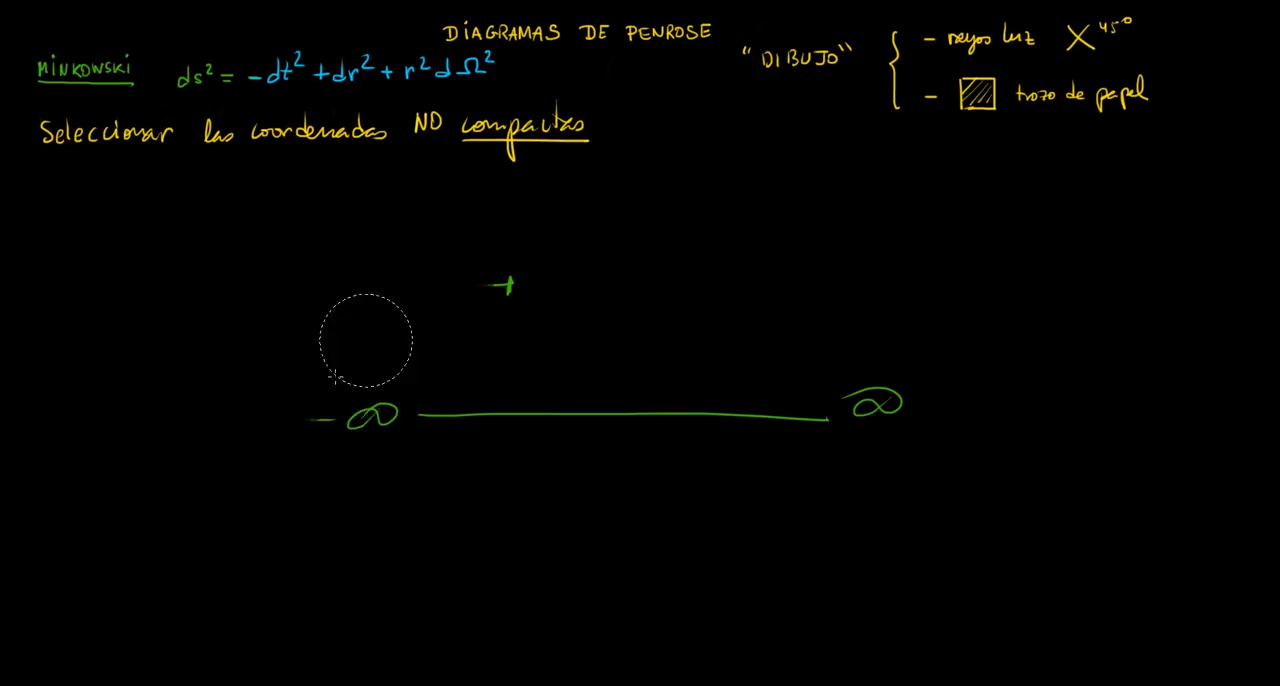 DIAGRAMAS DE PENROSE
MINKOWSKI ds² = -dt² + dr² + r² dΩ²
"DIBUJO" { - rayos luz X 45°
- trozo de papel
Seleccionar las coordenadas NO compactas
-∞ ∞